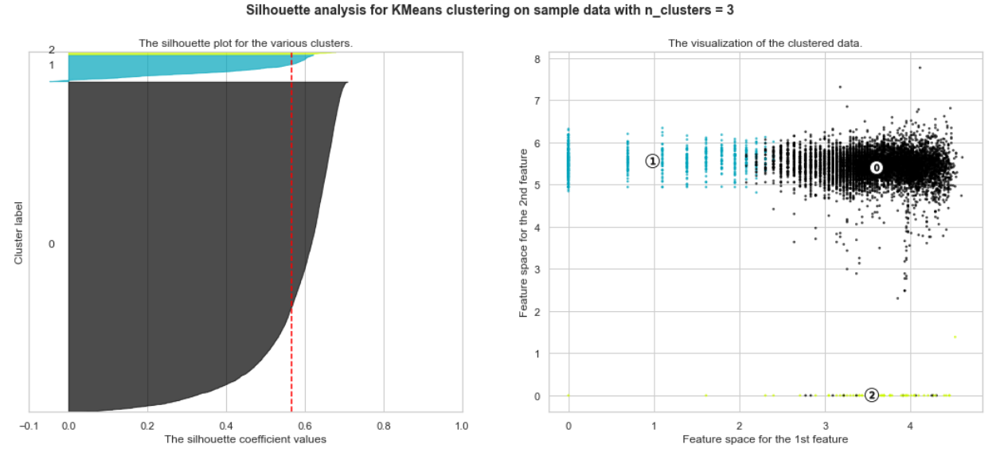 Silhouette analysis for KMeans clustering on sample data with n_clusters = 3
The silhouette plot for the various clusters.
2
1
0
Cluster label
−0.1 0.0 0.2 0.4 0.6 0.8 1.0
The silhouette coefficient values
The visualization of the clustered data.
8
7
6
5
4
3
2
1
0
Feature space for the 2nd feature
1
0
2
0 1 2 3 4
Feature space for the 1st feature